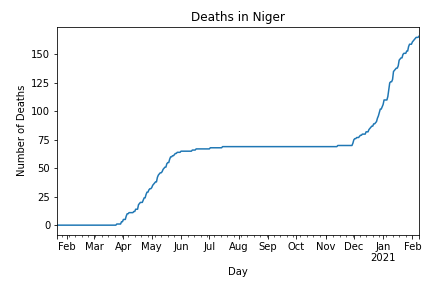 Deaths in Niger
Number of Deaths
150
125
100
75
50
25
0
Feb Mar Apr May Jun Jul Aug Sep Oct Nov Dec Jan Feb
2021
Day